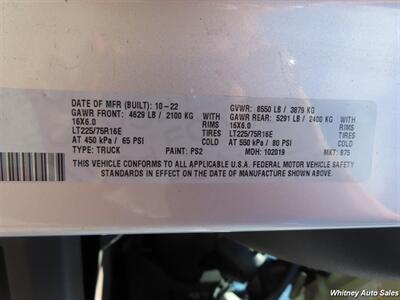 DATE OF MFR (BUILT): 10-22 GVWR: 8550 LB / 3879 KG
GAWR FRONT: 4629 LB / 2100 KG WITH GAWR REAR: 5291 LB / 2400 KG WITH
16X6.0 RIMS 16X6.0 RIMS
LT225/75R16E TIRES LT225/75R16E TIRES
AT 450 kPa / 65 PSI COLD AT 550 kPa / 80 PSI COLD
THIS VEHICLE CONFORMS TO ALL APPLICABLE U.S.A. FEDERAL MOTOR VEHICLE SAFETY
STANDARDS IN EFFECT ON THE DATE OF MANUFACTURE SHOWN ABOVE.
TYPE: TRUCK PAINT: PS2 MDH: 102019 MKT: 875
Whitney Auto Sales